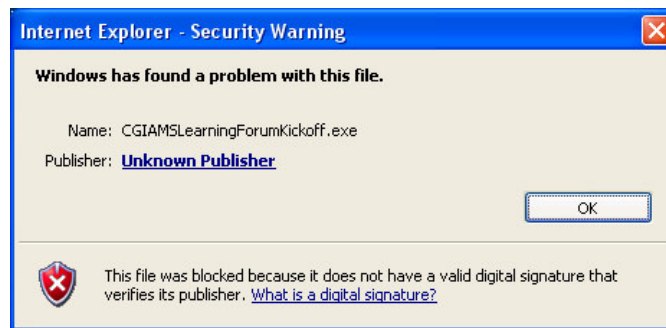 Internet Explorer - Security Warning
Windows has found a problem with this file.
Name: CGIAMSLearningForumKickoff.exe
Publisher: Unknown Publisher
OK
This file was blocked because it does not have a valid digital signature that
verifies its publisher. What is a digital signature?